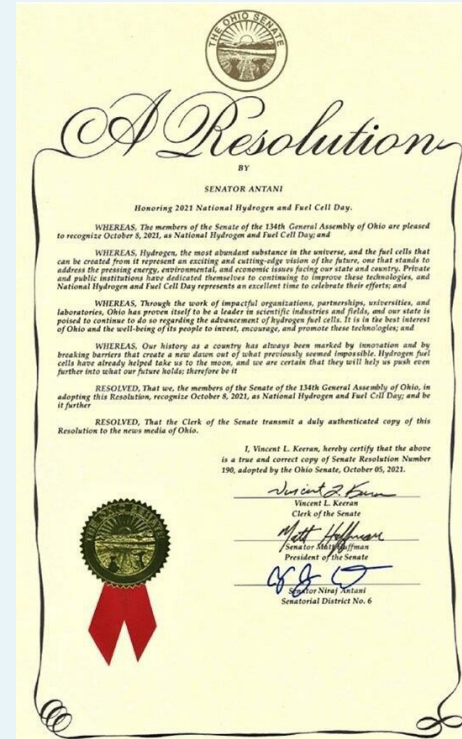 THE OHIO SENATE
A Resolution
BY
SENATOR ANTANI
Honoring 2021 National Hydrogen and Fuel Cell Day.
WHEREAS, The members of the Senate of the 134th General Assembly of Ohio are pleased
to recognize October 8, 2021, as National Hydrogen and Fuel Cell Day; and
WHEREAS, Hydrogen, the most abundant substance in the universe, and the fuel cells that
can be created from it represent an exciting and cutting-edge vision of the future, one that stands to
address the pressing energy, environmental, and economic issues facing our state and country. Private
and public institutions have dedicated themselves to continuing to improve these technologies, and
National Hydrogen and Fuel Cell Day represents an excellent time to celebrate their efforts; and
WHEREAS, Through the work of impactful organizations, partnerships, universities, and
laboratories, Ohio has proven itself to be a leader in scientific industries and fields, and our state is
poised to continue to do so regarding the advancement of hydrogen fuel cells. It is in the best interest
of Ohio and the well-being of its people to invest, encourage, and promote these technologies; and
WHEREAS, Our history as a country has always been marked by innovation and by
breaking barriers that create a new dawn out of what previously seemed impossible. Hydrogen fuel
cells have already helped take us to the moon, and we are certain that they will help us push even
further into what our future holds; therefore be it
RESOLVED, That we, the members of the Senate of the 134th General Assembly of Ohio, in
adopting this Resolution, recognize October 8, 2021, as National Hydrogen and Fuel Cell Day; and be
it further
RESOLVED, That the Clerk of the Senate transmit a duly authenticated copy of this
Resolution to the news media of Ohio.
I, Vincent L. Keeran, hereby certify that the above
is a true and correct copy of Senate Resolution Number
190, adopted by the Ohio Senate, October 05, 2021.
Vincent L. Keeran
Vincent L. Keeran
Clerk of the Senate
Matt Huffman
Senator Matt Huffman
President of the Senate
Senator Niraj Antani
Senatorial District No. 6
THE OHIO SENATE